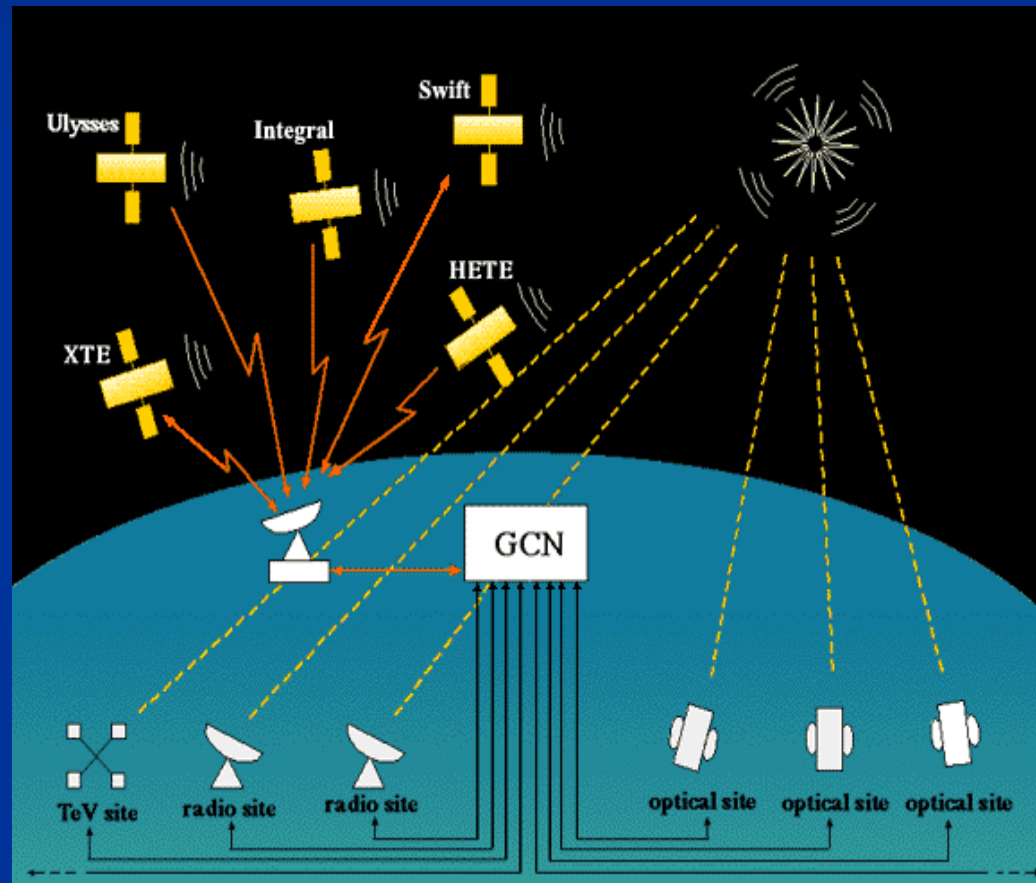 Swift
Ulysses
Integral
HETE
XTE
GCN
TeV site
radio site
radio site
optical site
optical site
optical site